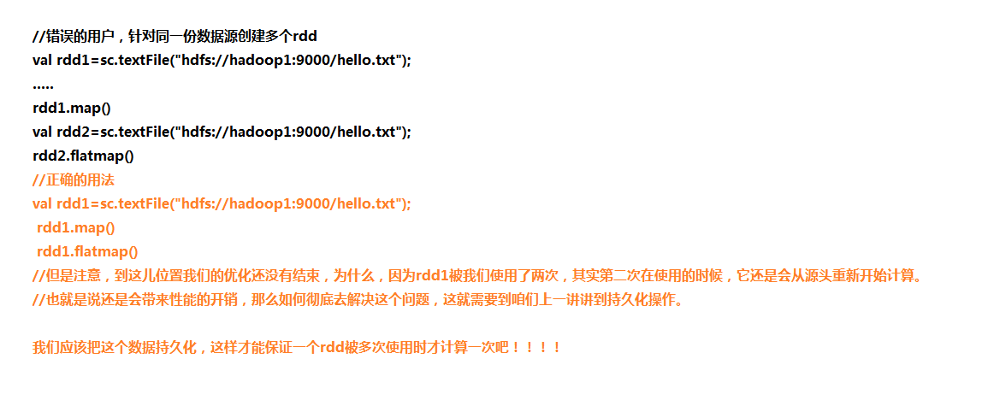 //错误的用户，针对同一份数据源创建多个rdd
val rdd1=sc.textFile("hdfs://hadoop1:9000/hello.txt");
.....
rdd1.map()
val rdd2=sc.textFile("hdfs://hadoop1:9000/hello.txt");
rdd2.flatmap()
//正确的用法
val rdd1=sc.textFile("hdfs://hadoop1:9000/hello.txt");
rdd1.map()
rdd1.flatmap()
//但是注意，到这儿位置我们的优化还没有结束，为什么，因为rdd1被我们使用了两次，其实第二次在使用的时候，它还是会从源头重新开始计算。
//也就是说还是会带来性能的开销，那么如何彻底去解决这个问题，这就需要到咱们上一讲讲到持久化操作。
我们应该把这个数据持久化，这样才能保证一个rdd被多次使用时才计算一次吧！！！！